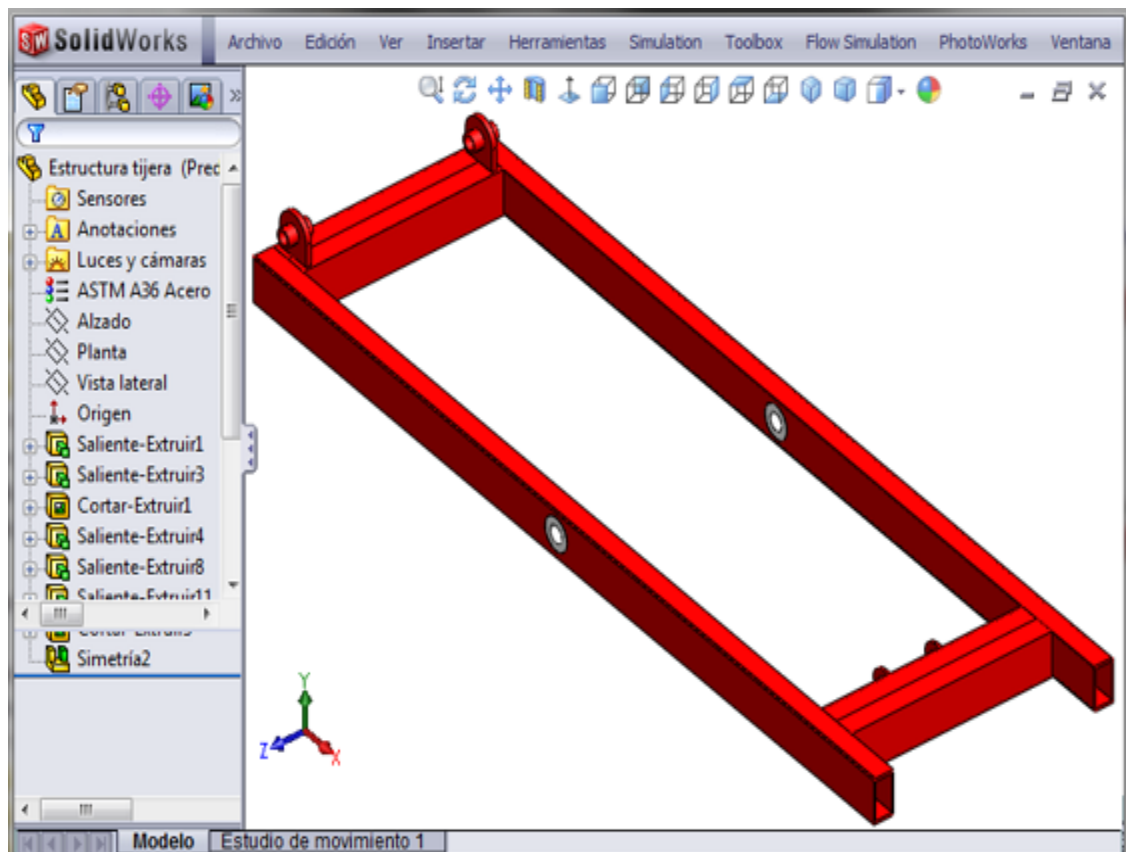 SolidWorks Archivo Edición Ver Insertar Herramientas Simulation Toolbox Flow Simulation PhotoWorks Ventana
»
Estructura tijera (Prec
Sensores
A Anotaciones
Luces y cámaras
ASTM A36 Acero
Alzado
Planta
Vista lateral
Origen
Saliente-Extruir1
Saliente-Extruir3
Cortar-Extruir1
Saliente-Extruir4
Saliente-Extruir8
Saliente-Extruir11
Simetría2
Y
Z
X
Modelo Estudio de movimiento 1